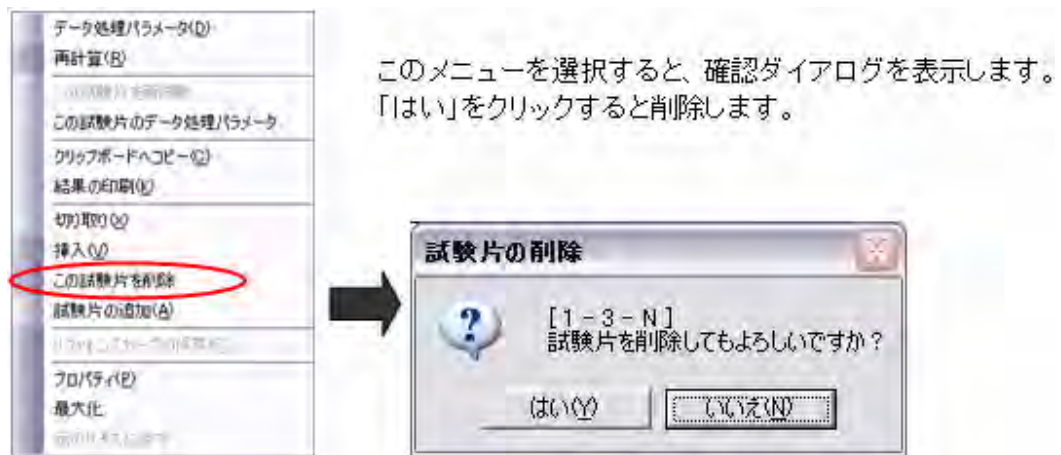 データ処理パラメータ(D)
再計算(R)
この試験片のデータ処理パラメータ
クリップボードへコピー(C)
結果の印刷(K)
切り取り(X)
挿入(V)
この試験片を削除
試験片の追加(A)
プロパティ(P)
最大化
このメニューを選択すると、確認ダイアログを表示します。
「はい」をクリックすると削除します。
試験片の削除
[1-3-N]
試験片を削除してもよろしいですか？
はい(Y)
いいえ(N)